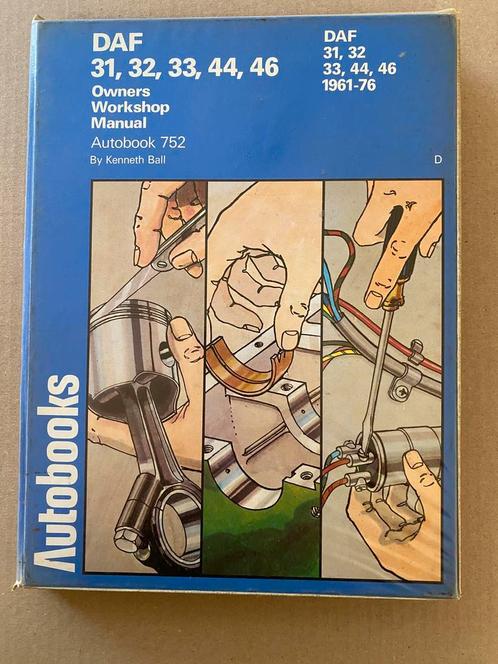 DAF
31, 32, 33, 44, 46
Owners
Workshop
Manual
Autobook 752
By Kenneth Ball
DAF
31, 32
33, 44, 46
1961-76
D
Autobooks